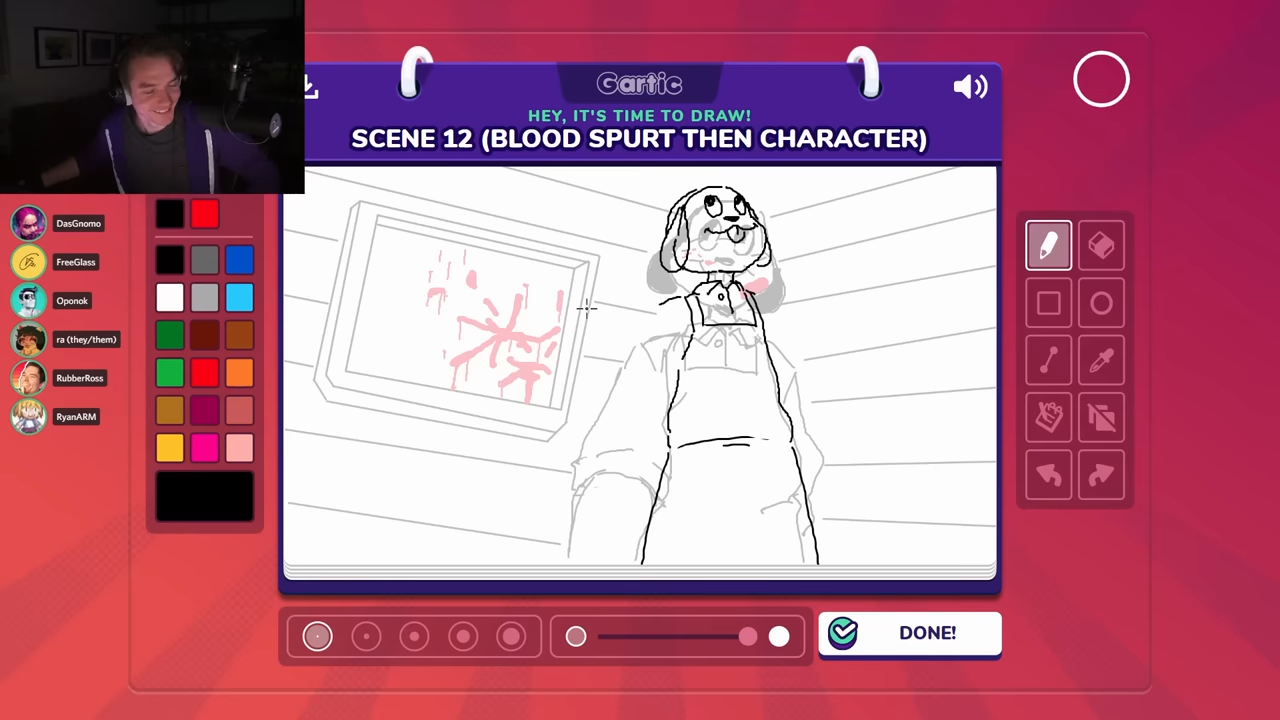 Gartic
HEY, IT'S TIME TO DRAW!
SCENE 12 (BLOOD SPURT THEN CHARACTER)
DasGnomo
FreeGlass
Oponok
ra (they/them)
RubberRoss
RyanARM
DONE!